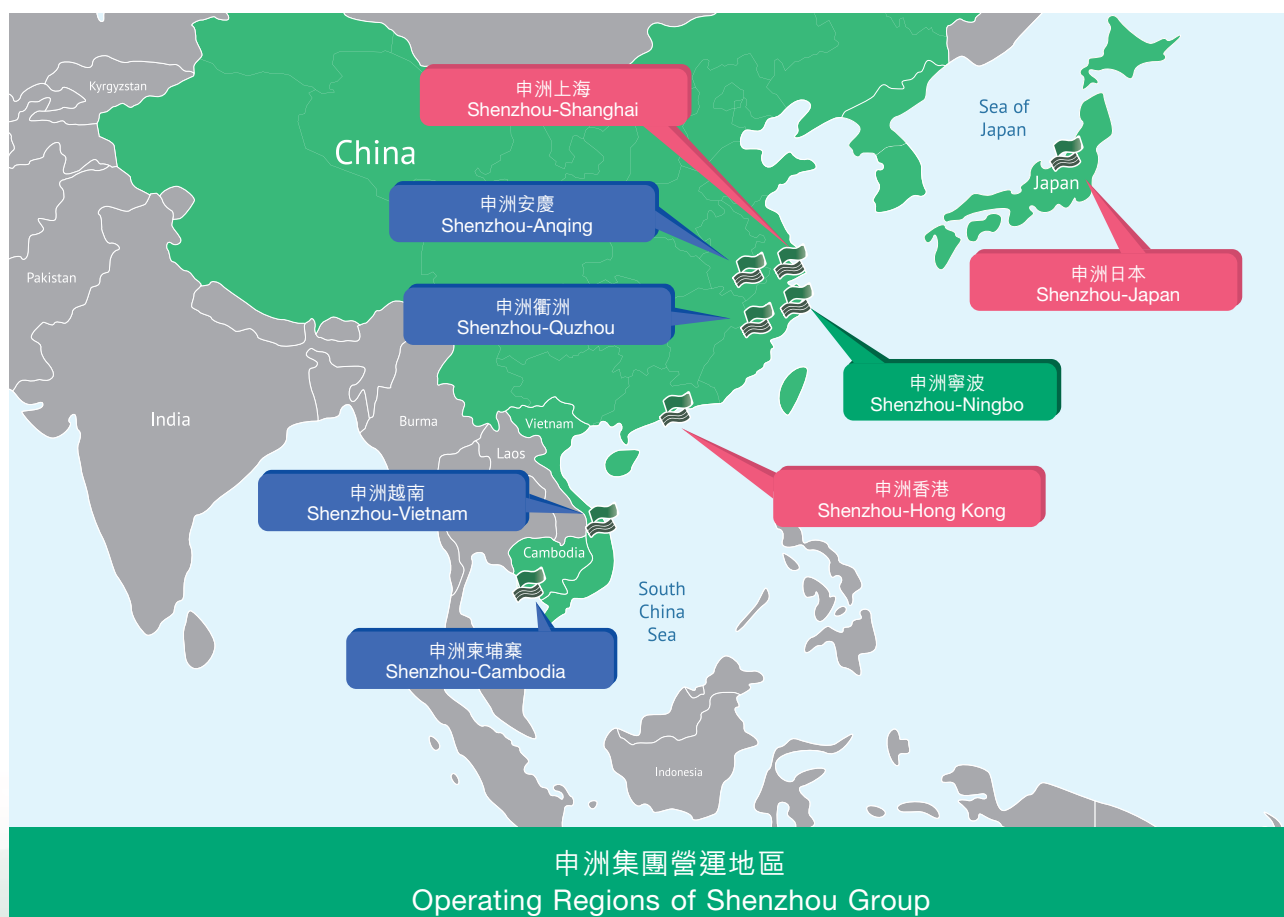 Kyrgyzstan
申洲上海
Shenzhou-Shanghai
Sea of
Japan
China
Japan
申洲安慶
Shenzhou-Anqing
Pakistan
申洲日本
Shenzhou-Japan
申洲衢洲
Shenzhou-Quzhou
申洲寧波
Shenzhou-Ningbo
India
Burma
Vietnam
Laos
申洲越南
Shenzhou-Vietnam
申洲香港
Shenzhou-Hong Kong
Cambodia
South
China
Sea
申洲柬埔寨
Shenzhou-Cambodia
Indonesia
申洲集團營運地區
Operating Regions of Shenzhou Group